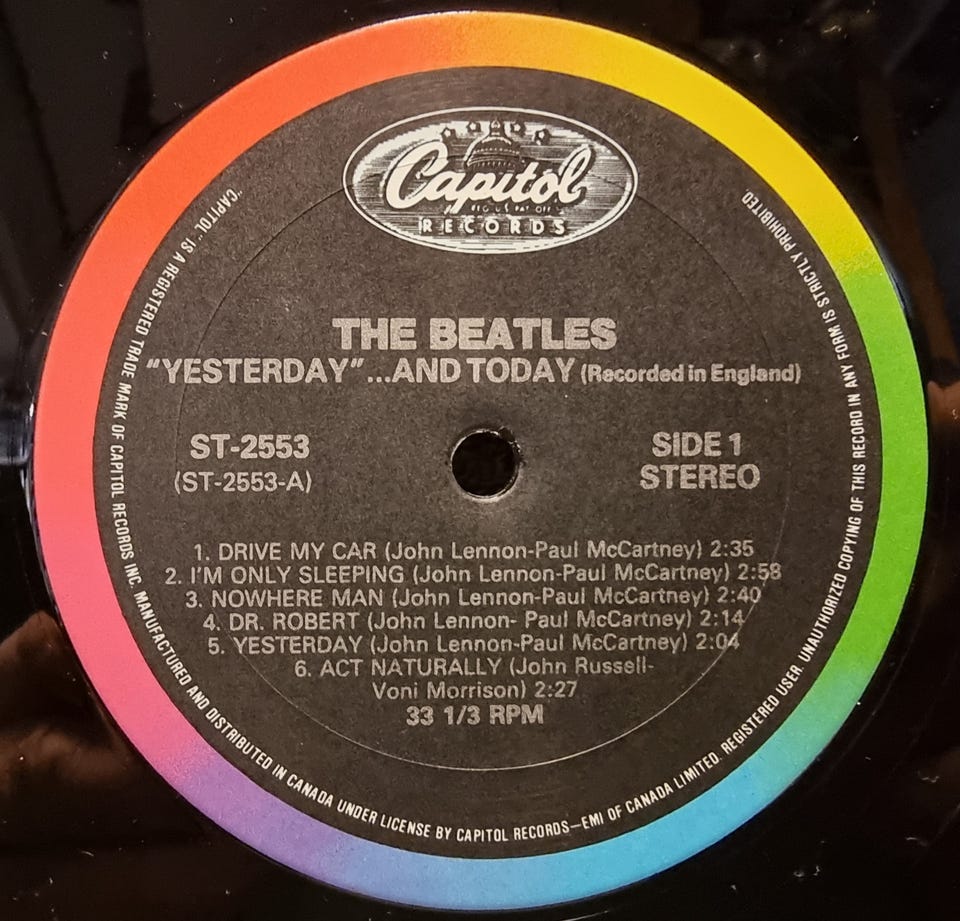 Capitol
REG. U.S. PAT. OFF.
RECORDS
THE BEATLES
"YESTERDAY"...AND TODAY (Recorded in England)
ST-2553
(ST-2553-A)
SIDE 1
STEREO
1. DRIVE MY CAR (John Lennon-Paul McCartney) 2:35
2. I'M ONLY SLEEPING (John Lennon-Paul McCartney) 2:58
3. NOWHERE MAN (John Lennon-Paul McCartney) 2:40
4. DR. ROBERT (John Lennon- Paul McCartney) 2:14
5. YESTERDAY (John Lennon-Paul McCartney) 2:04
6. ACT NATURALLY (John Russell-
Voni Morrison) 2:27
33 1/3 RPM
"CAPITOL" IS A REGISTERED TRADE MARK OF CAPITOL RECORDS INC. MANUFACTURED AND DISTRIBUTED IN CANADA UNDER LICENSE BY CAPITOL RECORDS—EMI OF CANADA LIMITED. REGISTERED USER. UNAUTHORIZED COPYING OF THIS RECORD IN ANY FORM IS STRICTLY PROHIBITED.